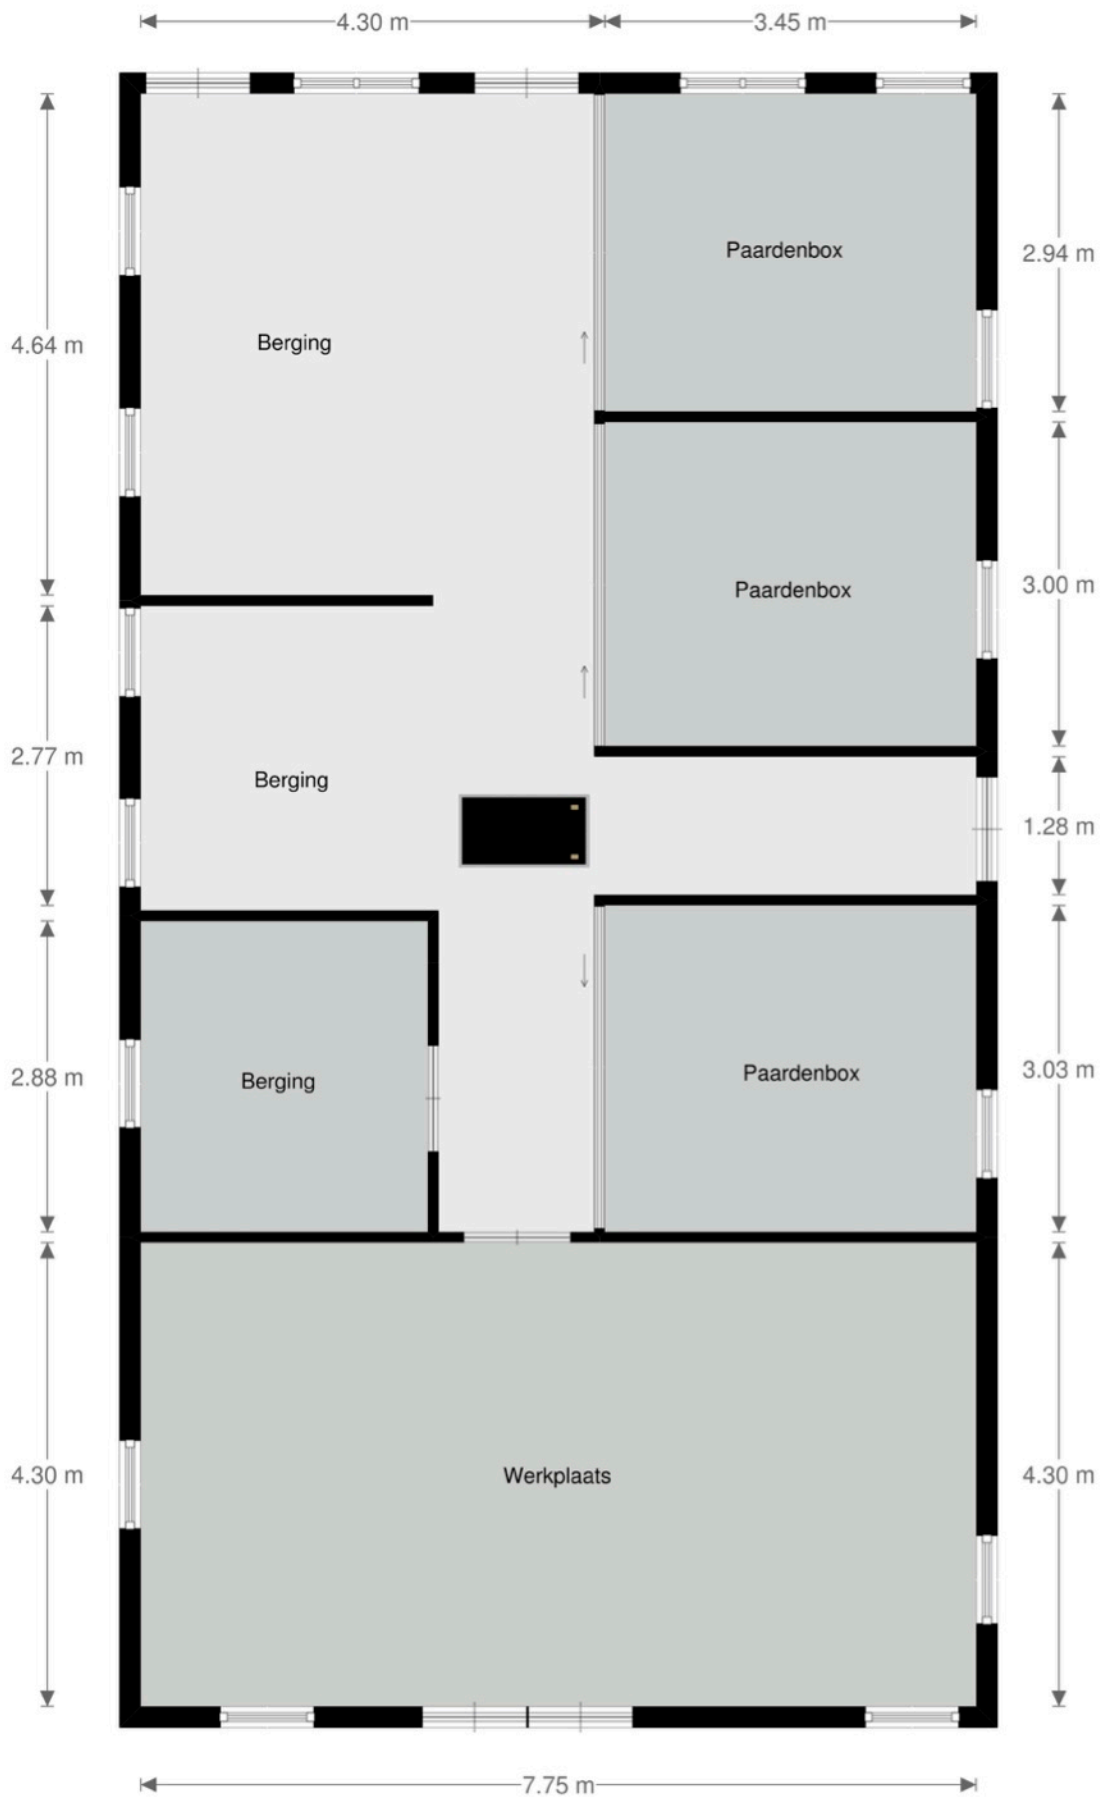 4.30 m
3.45 m
Paardenbox
2.94 m
Berging
4.64 m
Paardenbox
3.00 m
Berging
2.77 m
1.28 m
Berging
2.88 m
Paardenbox
3.03 m
4.30 m
Werkplaats
4.30 m
7.75 m